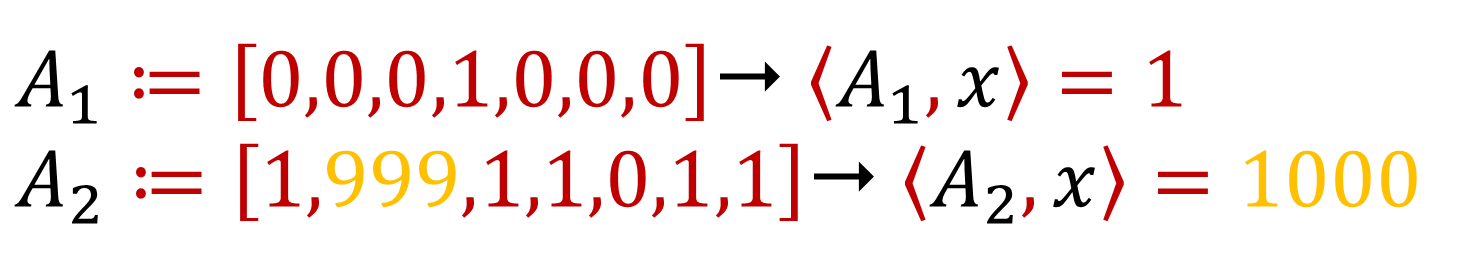 A₁ := [0,0,0,1,0,0,0]→ ⟨A₁, x⟩ = 1
A₂ := [1,999,1,1,0,1,1]→ ⟨A₂, x⟩ = 1000